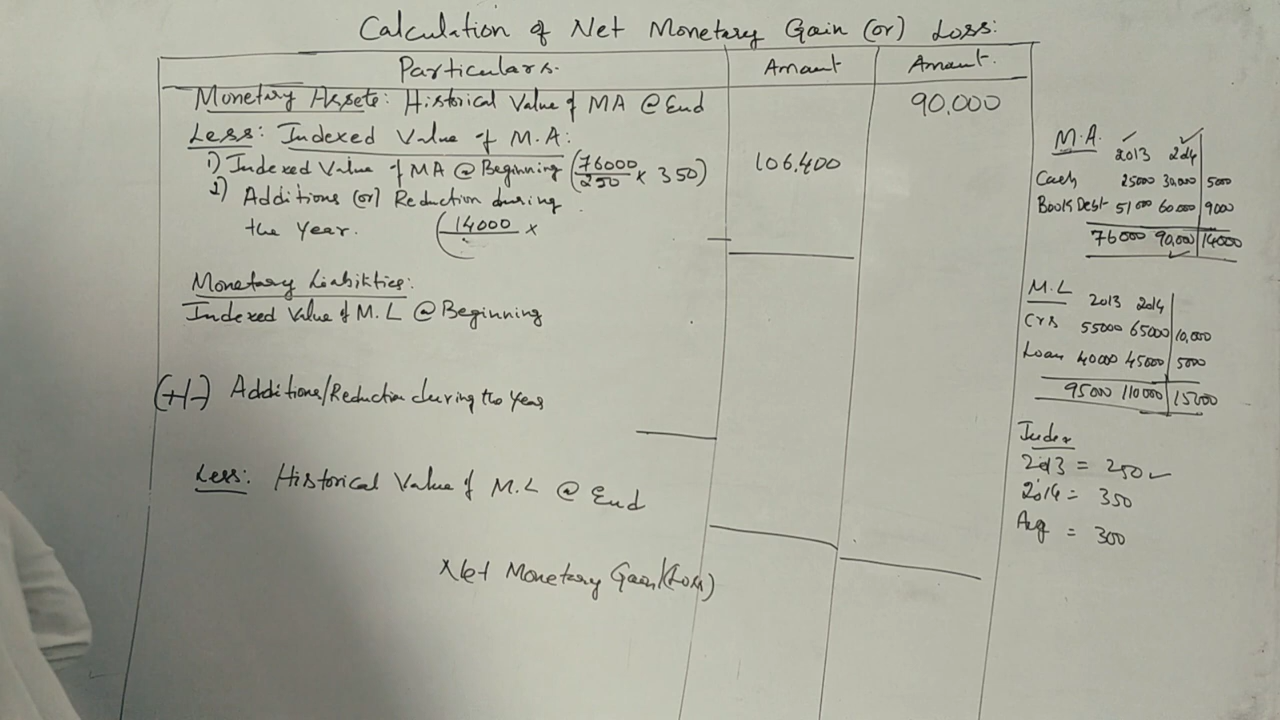 Calculation of Net Monetary Gain (or) Loss:
Particulars. Amount Amount.
Monetary Assets: Historical Value of MA @ End 90,000
Less: Indexed Value of M.A:
1) Indexed Value of MA @ Beginning (76000/250 × 350) 106,400
2) Additions (or) Reduction during
the Year. (14000 ×
Monetary Liabilities:
Indexed Value of M.L @ Beginning
(+/-) Additions/Reduction during the Year
Less: Historical Value of M.L @ End
Net Monetary Gain/(Loss)
M.A. 2013 2014
Cash 25000 30,000 5000
Book Debt 51000 60000 9000
76000 90,000 14000
M.L 2013 2014
Crs 55000 65000 10,000
Loan 40000 45000 5000
95000 110000 15000
Index
2013 = 250
2014 = 350
Avg = 300